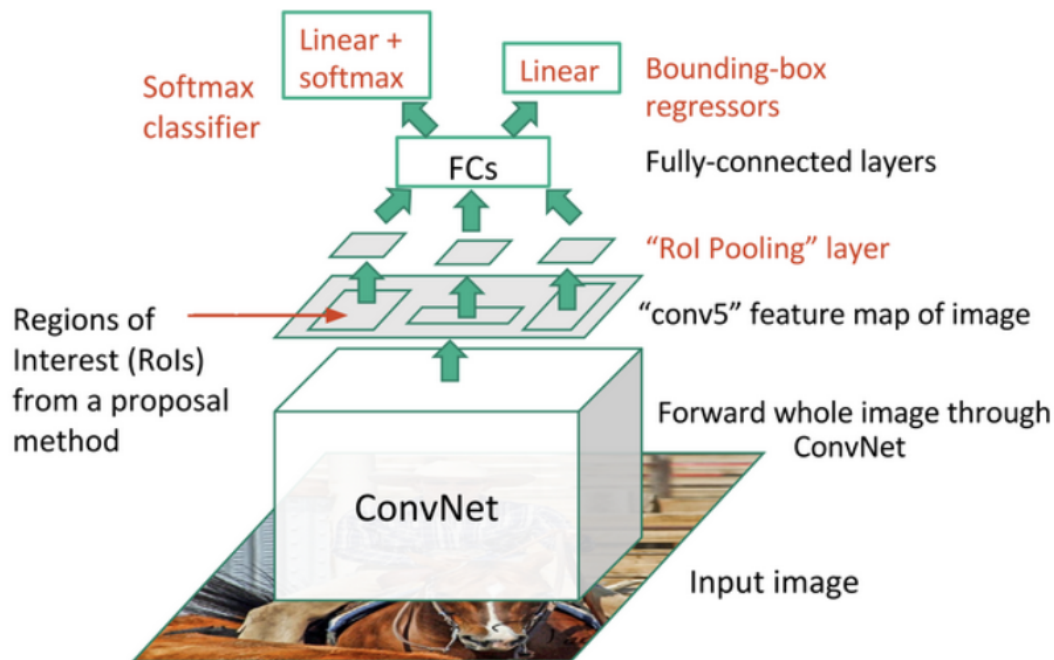 Linear +
softmax
Linear
Softmax
classifier
Bounding-box
regressors
FCs
Fully-connected layers
“RoI Pooling” layer
Regions of
Interest (RoIs)
from a proposal
method
“conv5” feature map of image
Forward whole image through
ConvNet
ConvNet
Input image